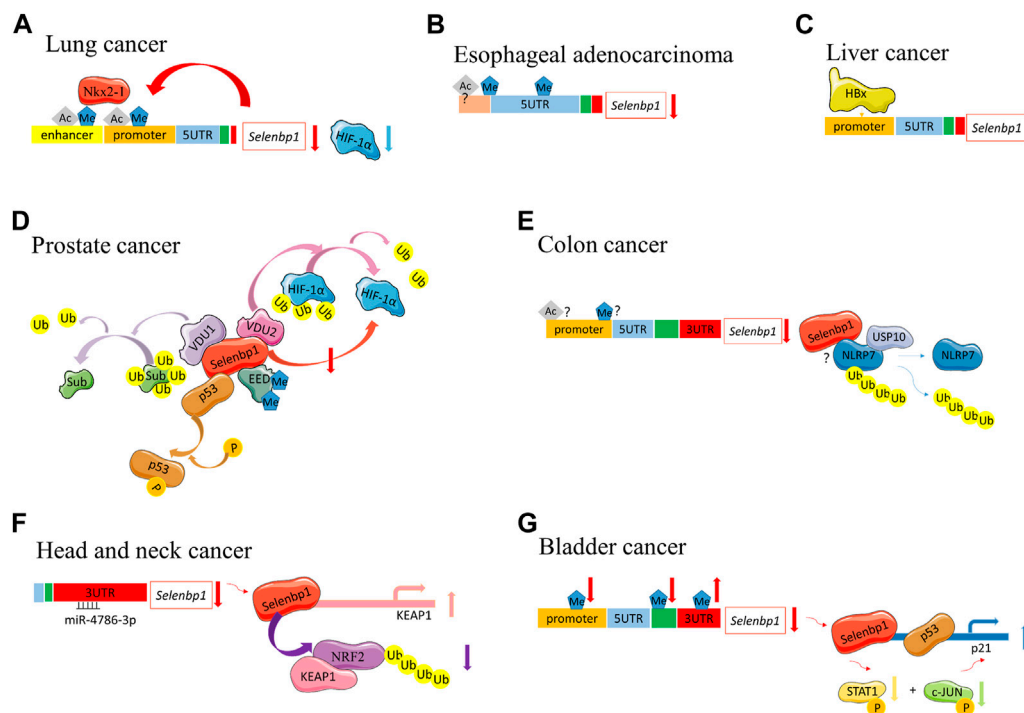 A
Lung cancer
Nkx2-1
Ac Me Ac Me
enhancer promoter 5UTR Selenbp1 HIF-1α
B
Esophageal adenocarcinoma
Ac Me Me
?
5UTR Selenbp1
C
Liver cancer
HBx
promoter 5UTR Selenbp1
D
Prostate cancer
Ub
Ub
HIF-1α
Ub Ub Ub
HIF-1α
Ub Ub
VDU1 VDU2
Selenbp1
Sub
Ub Ub Sub Ub Ub
EED Me
Me
p53
P
p53
P
E
Colon cancer
Ac ? Me ?
promoter 5UTR 3UTR Selenbp1
Selenbp1
USP10
? NLRP7 NLRP7
Ub Ub Ub Ub
Ub Ub Ub Ub
F
Head and neck cancer
3UTR Selenbp1
miR-4786-3p
Selenbp1
KEAP1
NRF2
KEAP1
Ub Ub Ub Ub
G
Bladder cancer
Me Me Me
promoter 5UTR 3UTR Selenbp1
Selenbp1 p53
p21
STAT1 + c-JUN
P P